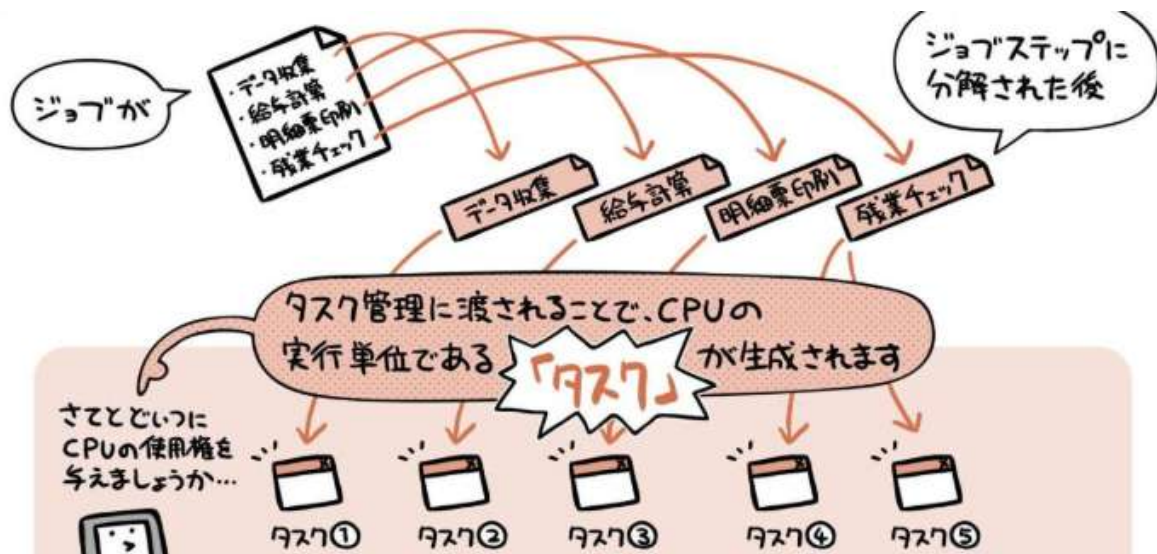 ジョブが
・データ収集
・給与計算
・明細票印刷
・残業チェック
ジョブステップに
分解された後
データ収集
給与計算
明細票印刷
残業チェック
タスク管理に渡されることで、CPUの
実行単位である「タスク」が生成されます
さてとどいつに
CPUの使用権を
与えましょうか…
タスク①
タスク②
タスク③
タスク④
タスク⑤